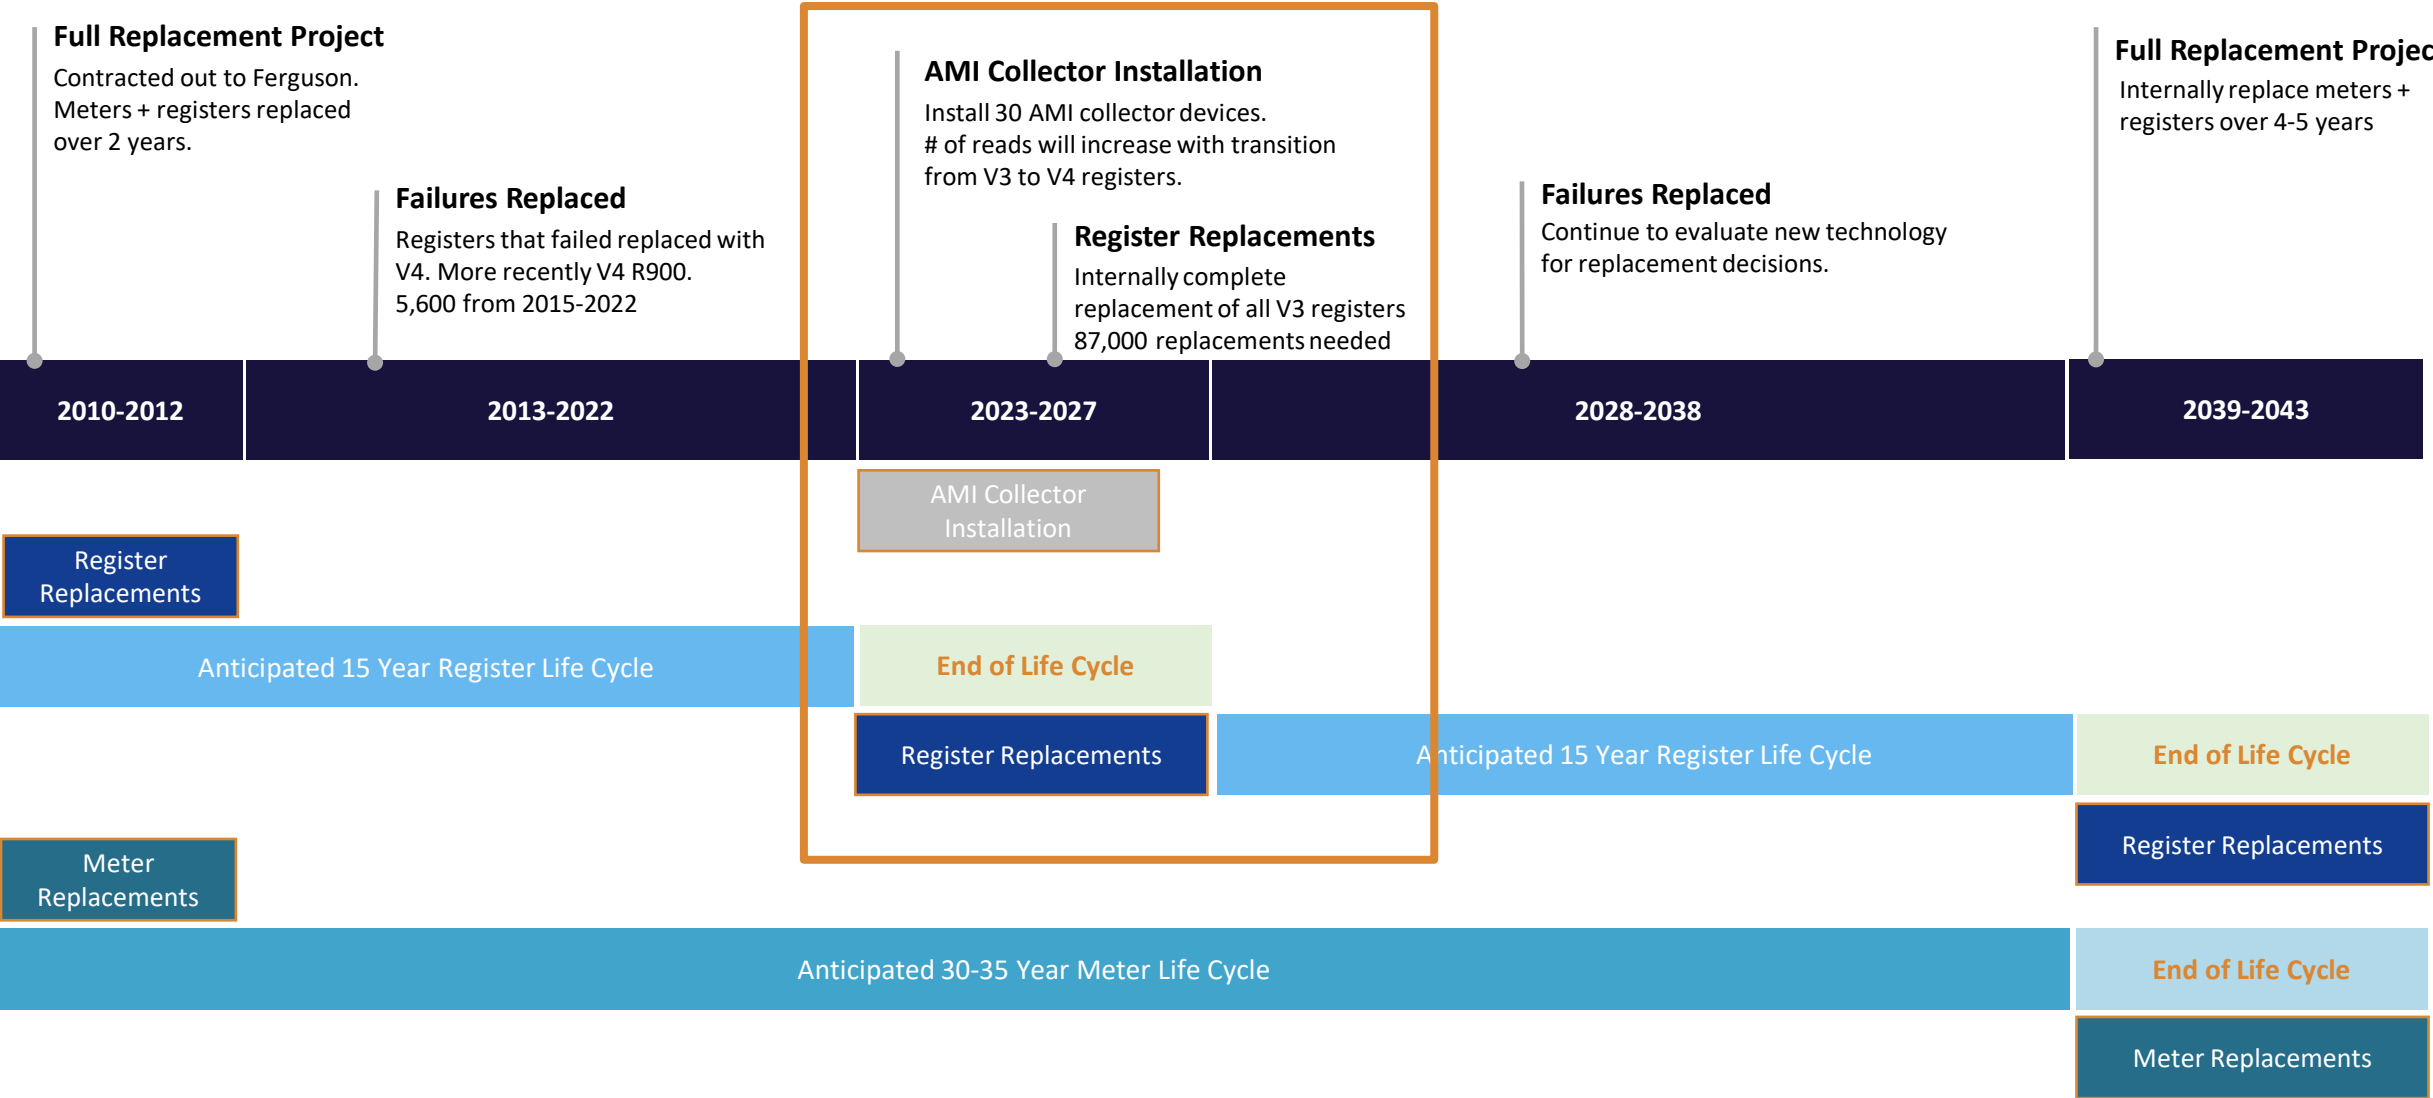 Full Replacement Project
Contracted out to Ferguson.
Meters + registers replaced
over 2 years.
Failures Replaced
Registers that failed replaced with
V4. More recently V4 R900.
5,600 from 2015-2022
AMI Collector Installation
Install 30 AMI collector devices.
# of reads will increase with transition
from V3 to V4 registers.
Register Replacements
Internally complete
replacement of all V3 registers
87,000 replacements needed
Failures Replaced
Continue to evaluate new technology
for replacement decisions.
Full Replacement Projec
Internally replace meters +
registers over 4-5 years
2010-2012
2013-2022
2023-2027
2028-2038
2039-2043
AMI Collector
Installation
Register
Replacements
Anticipated 15 Year Register Life Cycle
End of Life Cycle
Register Replacements
Anticipated 15 Year Register Life Cycle
End of Life Cycle
Register Replacements
Meter
Replacements
Anticipated 30-35 Year Meter Life Cycle
End of Life Cycle
Meter Replacements